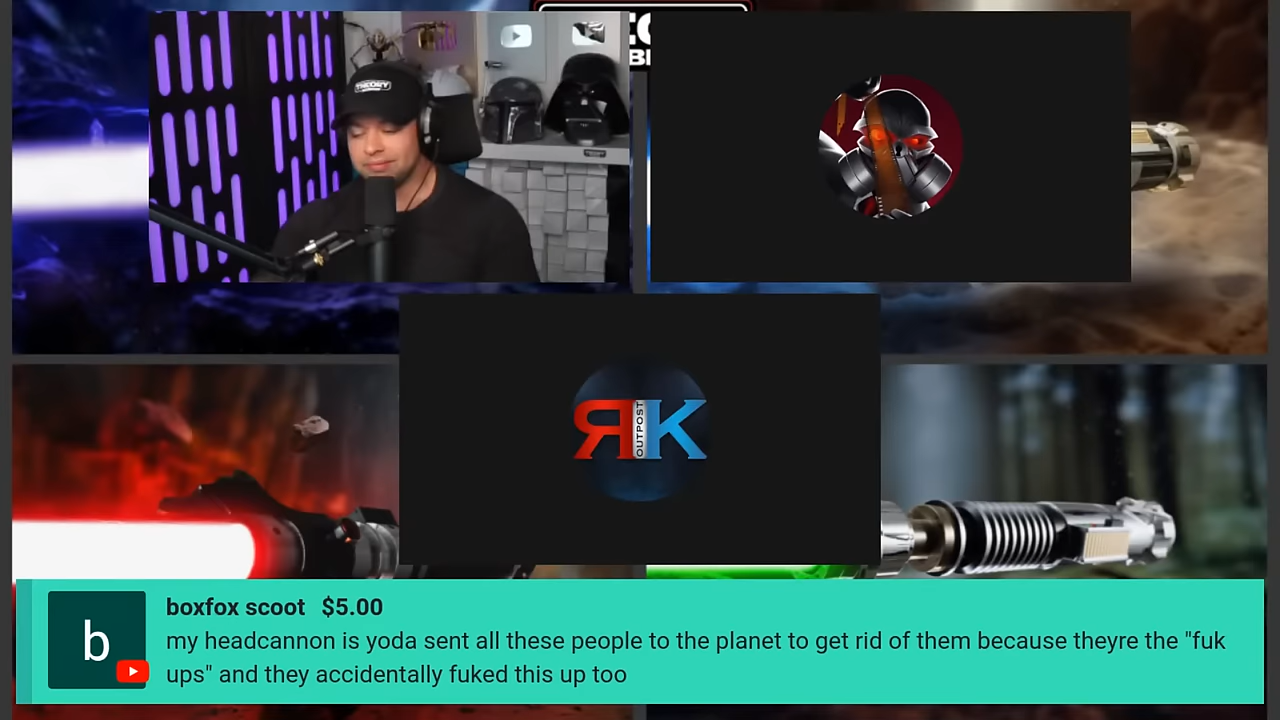 THEORY
RK
OUTPOST
b
boxfox scoot $5.00
my headcannon is yoda sent all these people to the planet to get rid of them because theyre the "fuk
ups" and they accidentally fuked this up too